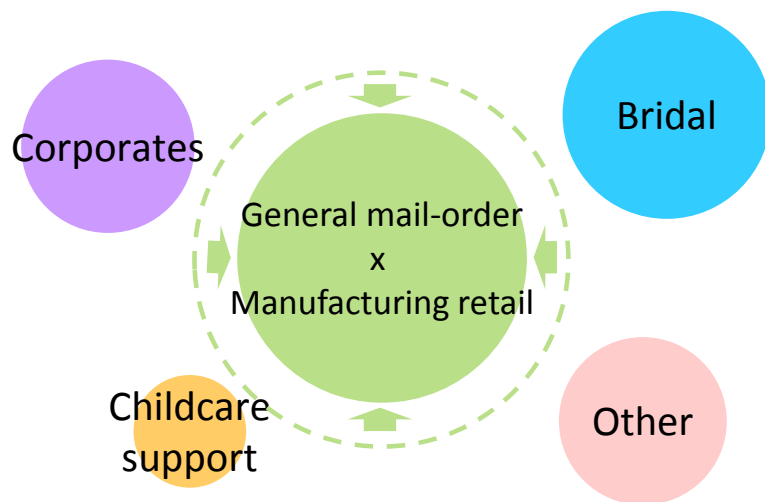 Corporates
Bridal
General mail-order
x
Manufacturing retail
Childcare
support
Other